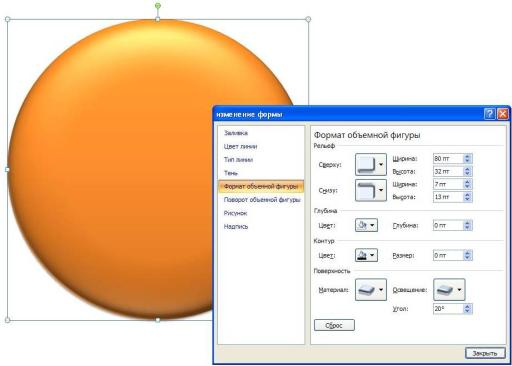 изменение формы
Заливка
Цвет линии
Тип линии
Тень
Формат объемной фигуры
Поворот объемной фигуры
Рисунок
Надпись
Формат объемной фигуры
Рельеф
Сверху:
Ширина: 80 пт
Высота: 32 пт
Снизу:
Ширина: 7 пт
Высота: 13 пт
Глубина
Цвет: Глубина: 0 пт
Контур
Цвет: Размер: 0 пт
Поверхность
Материал: Освещение:
Угол: 20°
Сброс
Закрыть